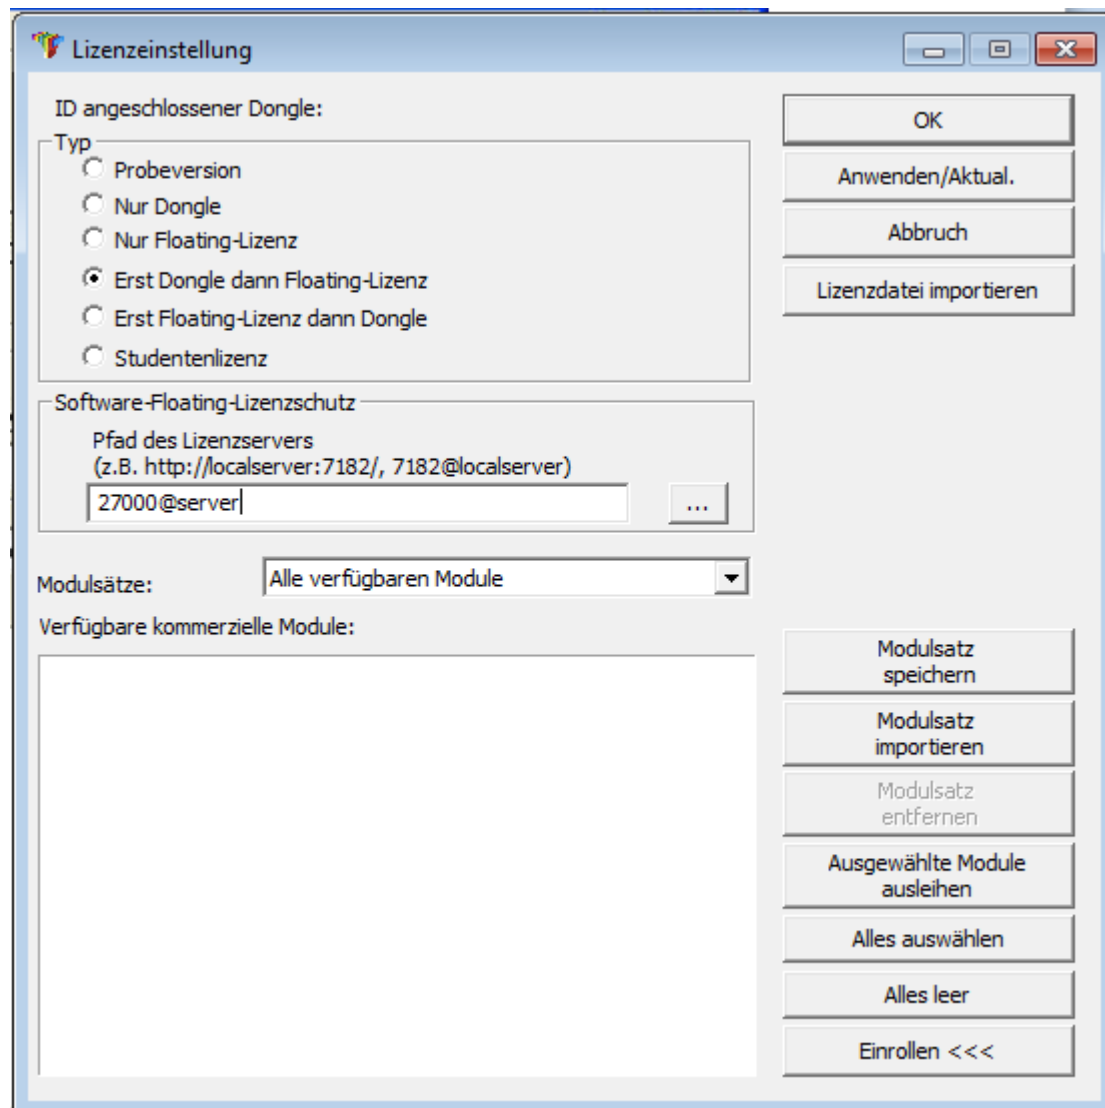 Lizenzeinstellung
ID angeschlossener Dongle:
Typ
Probeversion
Nur Dongle
Nur Floating-Lizenz
Erst Dongle dann Floating-Lizenz
Erst Floating-Lizenz dann Dongle
Studentenlizenz
OK
Anwenden/Aktual.
Abbruch
Lizenzdatei importieren
Software-Floating-Lizenzschutz
Pfad des Lizenzservers
(z.B. http://localserver:7182/, 7182@localserver)
27000@server
...
Modulsätze:
Alle verfügbaren Module
Verfügbare kommerzielle Module:
Modulsatz
speichern
Modulsatz
importieren
Modulsatz
entfernen
Ausgewählte Module
ausleihen
Alles auswählen
Alles leer
Einrollen <<<